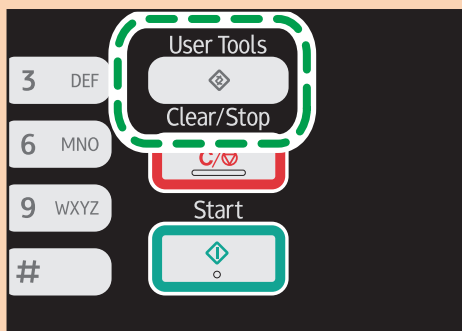 User Tools
3 DEF
Clear/Stop
6 MNO
C/
9 WXYZ
Start
#